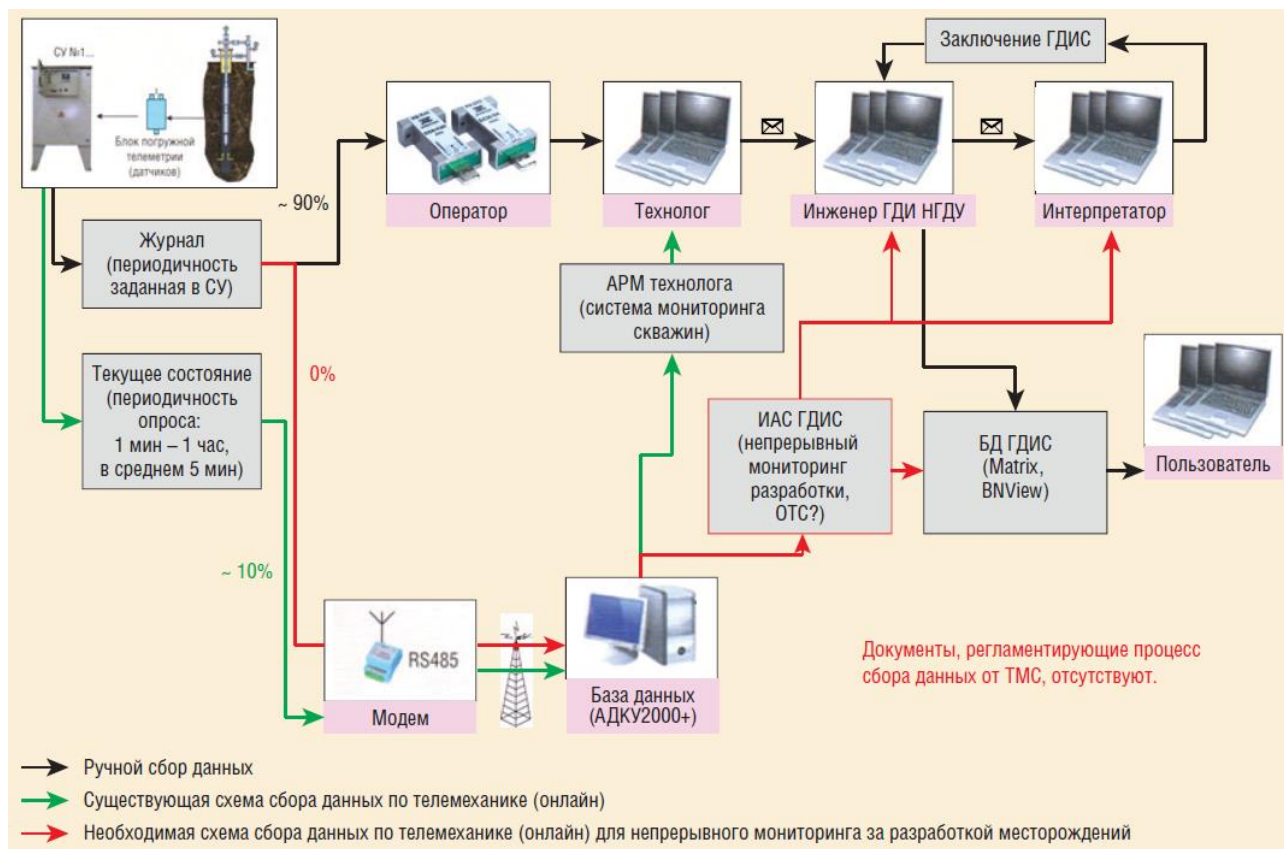 СУ №1...
Блок погружной
телеметрии
(датчиков)
Заключение ГДИС
Оператор
Технолог
Инженер ГДИ НГДУ
Интерпретатор
~ 90%
Журнал
(периодичность
заданная в СУ)
АРМ технолога
(система мониторинга
скважин)
0%
Текущее состояние
(периодичность
опроса:
1 мин – 1 час,
в среднем 5 мин)
ИАС ГДИС
(непрерывный
мониторинг
разработки,
ОТС?)
БД ГДИС
(Matrix,
BNView)
Пользователь
~ 10%
RS485
Модем
База данных
(АДКУ2000+)
Документы, регламентирующие процесс
сбора данных от ТМС, отсутствуют.
Ручной сбор данных
Существующая схема сбора данных по телемеханике (онлайн)
Необходимая схема сбора данных по телемеханике (онлайн) для непрерывного мониторинга за разработкой месторождений